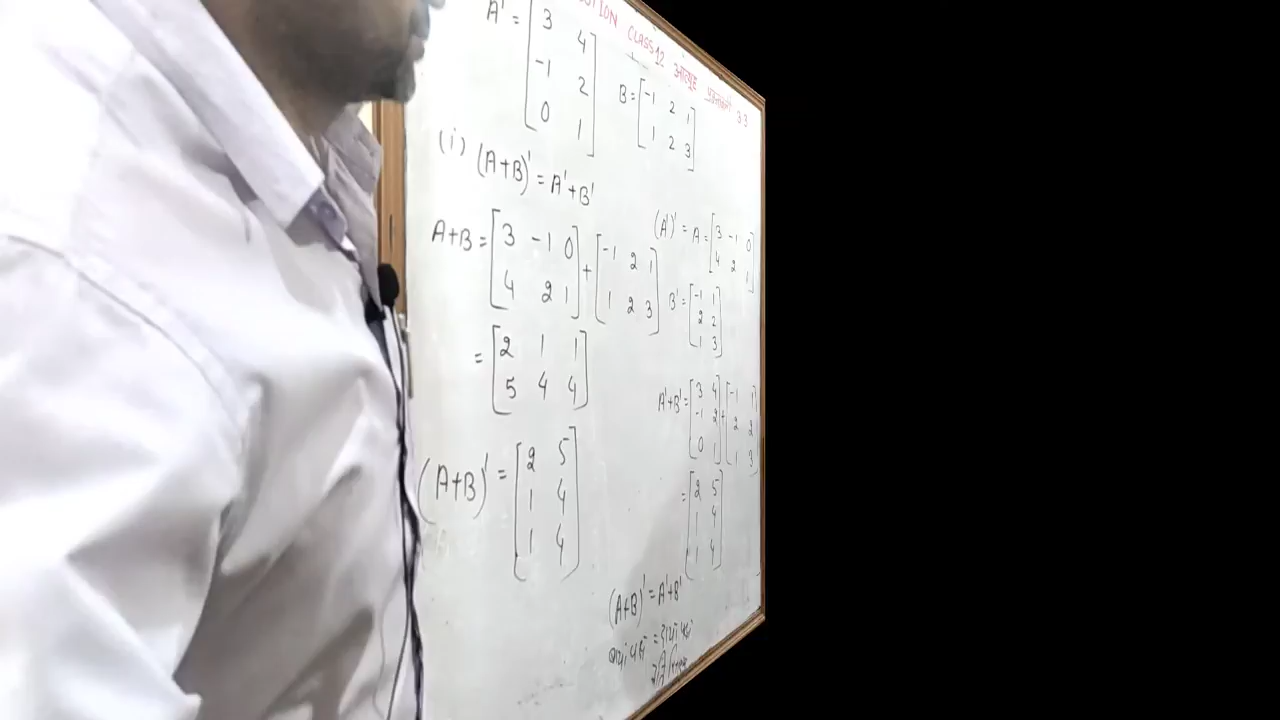 CLASS 12 आव्यूह प्रश्नावली 3.3
A' = [3 4
-1 2
0 1]
B = [-1 2 1
1 2 3]
(i) (A+B)' = A'+B'
A+B = [3 -1 0
4 2 1] + [-1 2 1
1 2 3]
= [2 1 1
5 4 4]
(A+B)' = [2 5
1 4
1 4]
(A')' = A = [3 -1 0
4 2 1]
B' = [-1 1
2 2
1 3]
A'+B' = [3 4
-1 2
0 1] + [-1 1
2 2
1 3]
= [2 5
1 4
1 4]
(A+B)' = A'+B'